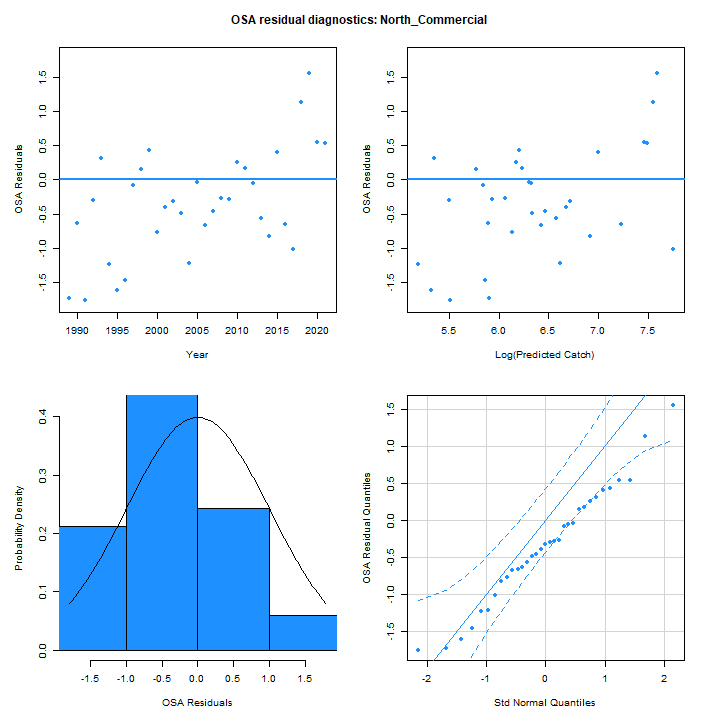 OSA residual diagnostics: North_Commercial
OSA Residuals
1.5
1.0
0.5
0.0
-0.5
-1.0
-1.5
1990 1995 2000 2005 2010 2015 2020
Year
OSA Residuals
1.5
1.0
0.5
0.0
-0.5
-1.0
-1.5
5.5 6.0 6.5 7.0 7.5
Log(Predicted Catch)
Probability Density
0.4
0.3
0.2
0.1
0.0
-1.5 -1.0 -0.5 0.0 0.5 1.0 1.5
OSA Residuals
OSA Residual Quantiles
1.5
1.0
0.5
0.0
-0.5
-1.0
-1.5
-2 -1 0 1 2
Std Normal Quantiles